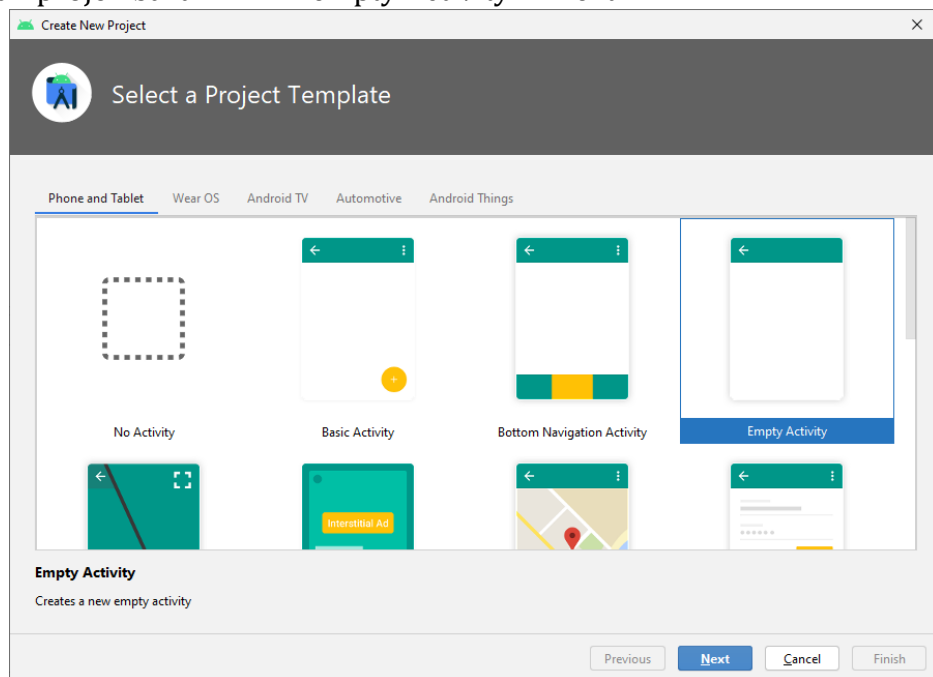 Create New Project
Select a Project Template
Phone and Tablet Wear OS Android TV Automotive Android Things
No Activity Basic Activity Bottom Navigation Activity Empty Activity
Interstitial Ad
Empty Activity
Creates a new empty activity
Previous Next Cancel Finish